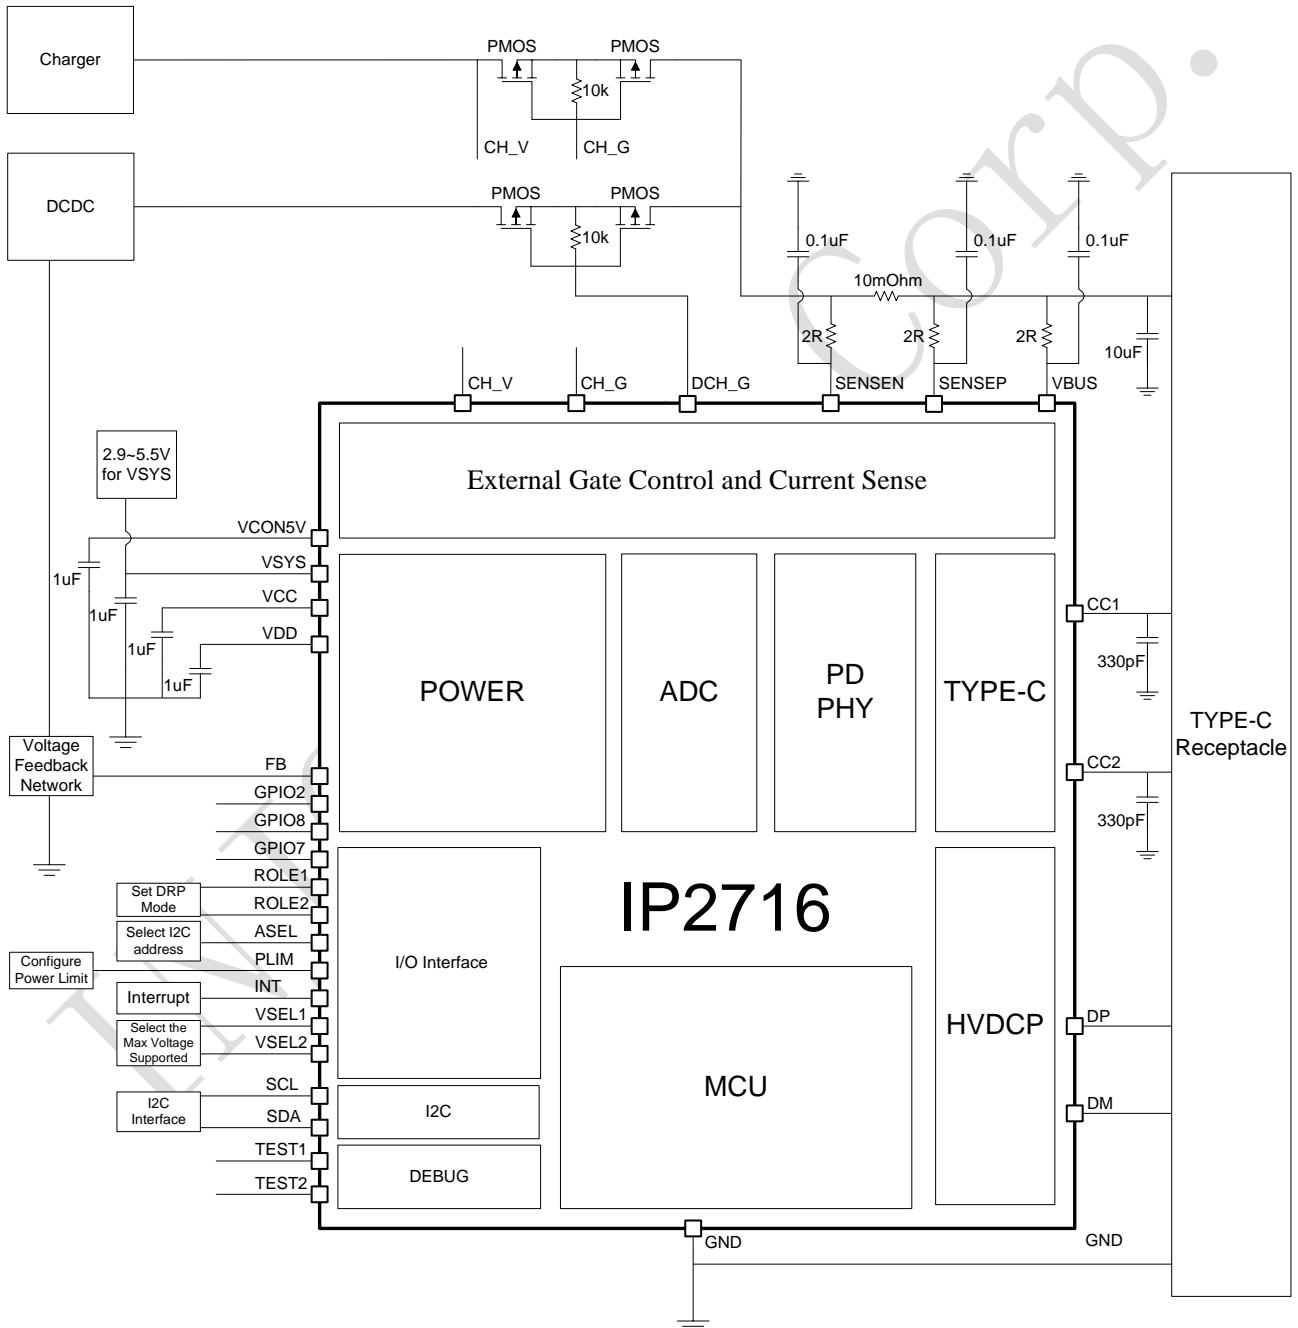 Charger
PMOS
PMOS
10k
CH_V
CH_G
DCDC
PMOS
PMOS
10k
0.1uF
0.1uF
0.1uF
10mOhm
2R
2R
2R
10uF
CH_V
CH_G
DCH_G
SENSEN
SENSEP
VBUS
2.9~5.5V
for VSYS
External Gate Control and Current Sense
VCON5V
VSYS
VCC
VDD
1uF
1uF
1uF
1uF
POWER
ADC
PD
PHY
TYPE-C
CC1
330pF
CC2
330pF
TYPE-C
Receptacle
Voltage
Feedback
Network
FB
GPIO2
GPIO8
GPIO7
ROLE1
ROLE2
ASEL
PLIM
INT
VSEL1
VSEL2
SCL
SDA
TEST1
TEST2
Set DRP
Mode
Select I2C
address
Configure
Power Limit
Interrupt
Select the
Max Voltage
Supported
I2C
Interface
I/O Interface
I2C
DEBUG
IP2716
MCU
HVDCP
DP
DM
GND
GND
Corp.